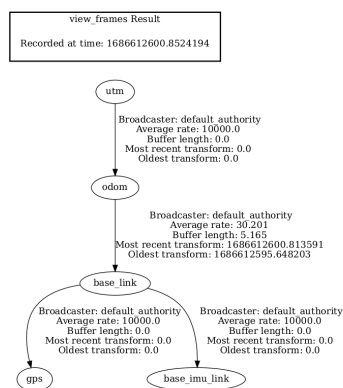 view_frames Result
Recorded at time: 1686612600.8524194
utm
Broadcaster: default_authority
Average rate: 10000.0
Buffer length: 0.0
Most recent transform: 0.0
Oldest transform: 0.0
odom
Broadcaster: default_authority
Average rate: 30.201
Buffer length: 5.165
Most recent transform: 1686612600.813591
Oldest transform: 1686612595.648203
base_link
Broadcaster: default_authority
Average rate: 10000.0
Buffer length: 0.0
Most recent transform: 0.0
Oldest transform: 0.0
gps
Broadcaster: default_authority
Average rate: 10000.0
Buffer length: 0.0
Most recent transform: 0.0
Oldest transform: 0.0
base_imu_link